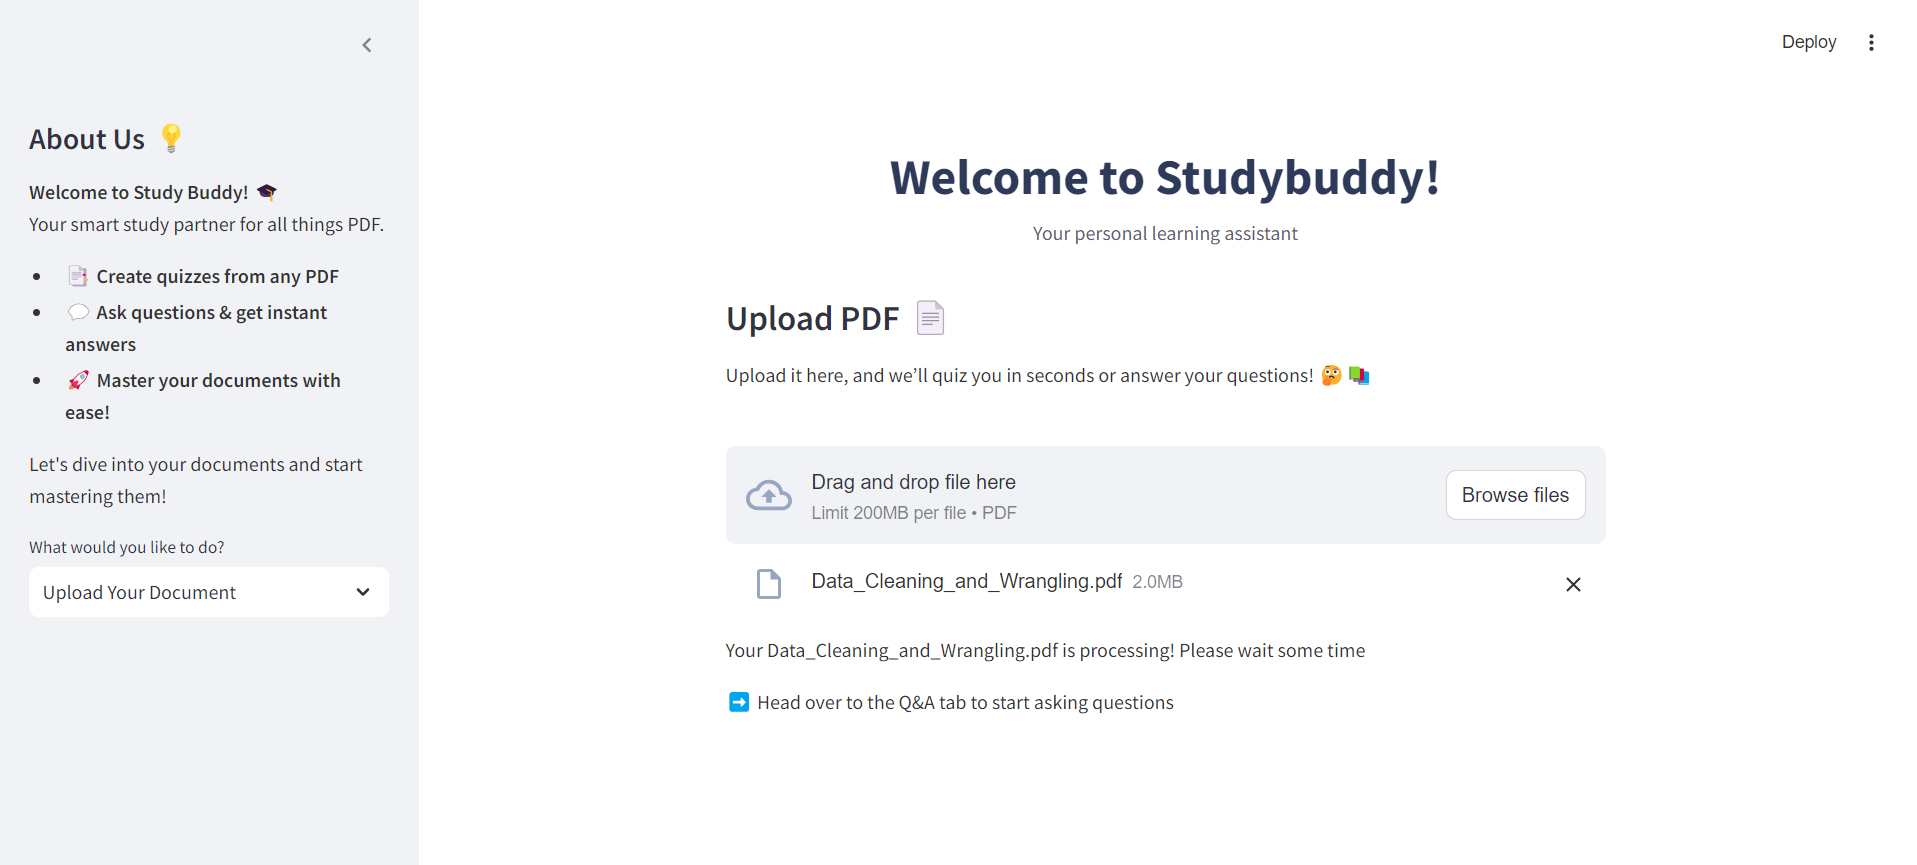 Deploy
About Us 💡
Welcome to Study Buddy! 🎓
Your smart study partner for all things PDF.
• 📑 Create quizzes from any PDF
• 💬 Ask questions & get instant
answers
• 🚀 Master your documents with
ease!
Let's dive into your documents and start
mastering them!
What would you like to do?
Upload Your Document
Welcome to Studybuddy!
Your personal learning assistant
Upload PDF 📄
Upload it here, and we’ll quiz you in seconds or answer your questions! 🤔 📚
Drag and drop file here
Limit 200MB per file • PDF
Browse files
Data_Cleaning_and_Wrangling.pdf 2.0MB
Your Data_Cleaning_and_Wrangling.pdf is processing! Please wait some time
➡️ Head over to the Q&A tab to start asking questions